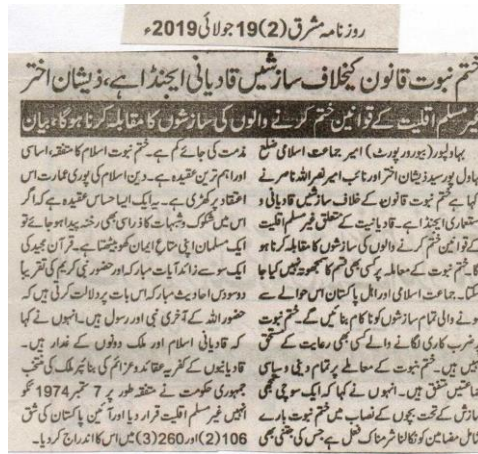 روزنامہ مشرق (2) 19 جولائی 2019ء
ختم نبوت قانون کیخلاف سازشیں قادیانی ایجنڈا ہے، ذیشان اختر
غیر مسلم اقلیت کے قوانین ختم کرنے والوں کی سازشوں کا مقابلہ کرنا ہوگا، بیان
بہاولپور (بیورورپورٹ) امیر جماعت اسلامی ضلع
بہاول پور سید ذیشان اختر اور نائب امیر نصراللہ ناصر نے
کہا ہے ختم نبوت قانون کے خلاف سازشیں قادیانی و
استعماری ایجنڈا ہے۔ قادیانیت کے متعلق غیر مسلم اقلیت
کے قوانین ختم کرنے والوں کی سازشوں کا مقابلہ کرنا ہو
گا۔ ختم نبوت کے معاملہ پر کسی بھی قسم کا سمجھوتہ نہیں کیا جا
سکتا۔ جماعت اسلامی اور اہل پاکستان اس حوالے سے
ہونے والی تمام سازشوں کو ناکام بنائیں گے۔ ختم نبوت
پر ضرب کاری لگانے والے کسی بھی رعایت کے مستحق
نہیں ہیں۔ ختم نبوت کے معاملے پر تمام دینی و سیاسی
جماعتیں متفق ہیں۔ انہوں نے کہا کہ ایک سوچی سمجھی
سازش کے تحت بچوں کے نصاب میں ختم نبوت بارے
شامل مضامین کو نکالنا شرمناک فعل ہے جس کی جتنی بھی
مذمت کی جائے کم ہے۔ ختم نبوت اسلام کا متفقہ، اساسی
اور اہم ترین عقیدہ ہے۔ دین اسلام کی پوری عمارت اس
اعتقاد پر کھڑی ہے۔ یہ ایک ایسا حساس عقیدہ ہے کہ اگر
اس میں شکوک و شبہات کا ذرا سی بھی رخنہ پیدا ہو جائے تو
ایک مسلمان اپنی متاع ایمان کھو بیٹھتا ہے۔ قرآن مجید کی
ایک سو سے زائد آیات مبارکہ اور حضور نبی کریم کی تقریباً
دو سو دس احادیث مبارکہ اس بات پر دلالت کرتی ہیں کہ
حضور اللہ کے آخری نبی اور رسول ہیں۔ انہوں نے کہا
کہ قادیانی اسلام اور ملک دونوں کے غدار ہیں۔
قادیانیوں کے کفریہ عقائد و عزائم کی بنا پر ملک کی منتخب
جمہوری حکومت نے متفقہ طور پر 7 ستمبر 1974 کو
انہیں غیر مسلم اقلیت قرار دیا اور آئین پاکستان کی شق
106 (2) اور 260 (3) میں اس کا اندراج کر دیا۔